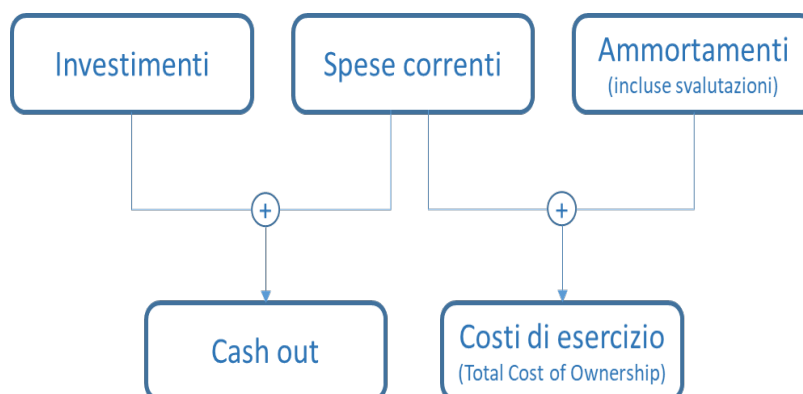 Investimenti
Spese correnti
Ammortamenti
(incluse svalutazioni)
+
+
Cash out
Costi di esercizio
(Total Cost of Ownership)